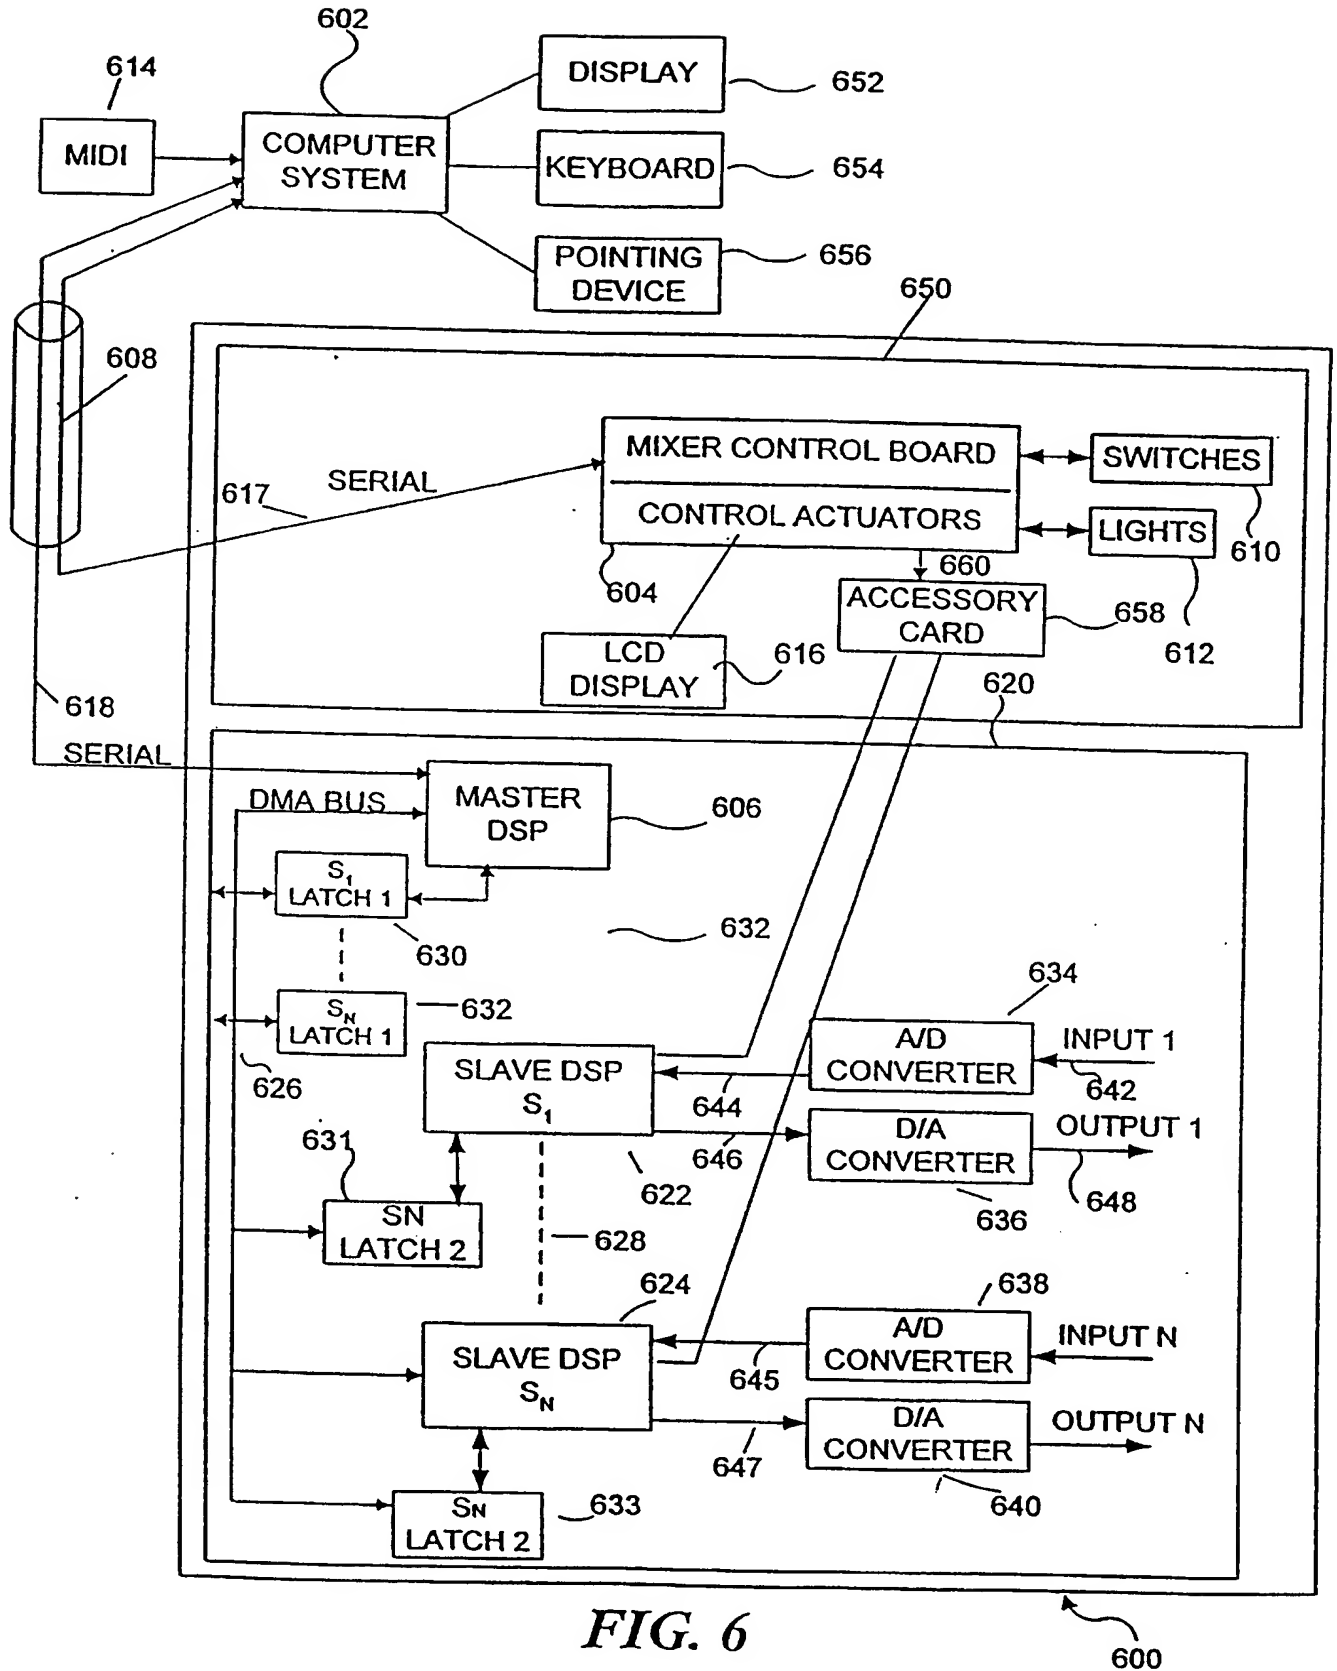 602
614
DISPLAY
652
MIDI
COMPUTER
SYSTEM
KEYBOARD
654
POINTING
DEVICE
656
650
608
MIXER CONTROL BOARD
SWITCHES
SERIAL
617
CONTROL ACTUATORS
LIGHTS
610
660
604
ACCESSORY
CARD
658
612
LCD
DISPLAY
616
620
618
SERIAL
DMA BUS
MASTER
DSP
606
S1
LATCH 1
630
632
634
SN
LATCH 1
632
A/D
CONVERTER
INPUT 1
642
626
SLAVE DSP
S1
644
D/A
CONVERTER
OUTPUT 1
648
631
646
622
636
SN
LATCH 2
628
624
638
SLAVE DSP
SN
A/D
CONVERTER
INPUT N
645
D/A
CONVERTER
OUTPUT N
647
640
SN
LATCH 2
633
FIG. 6
600